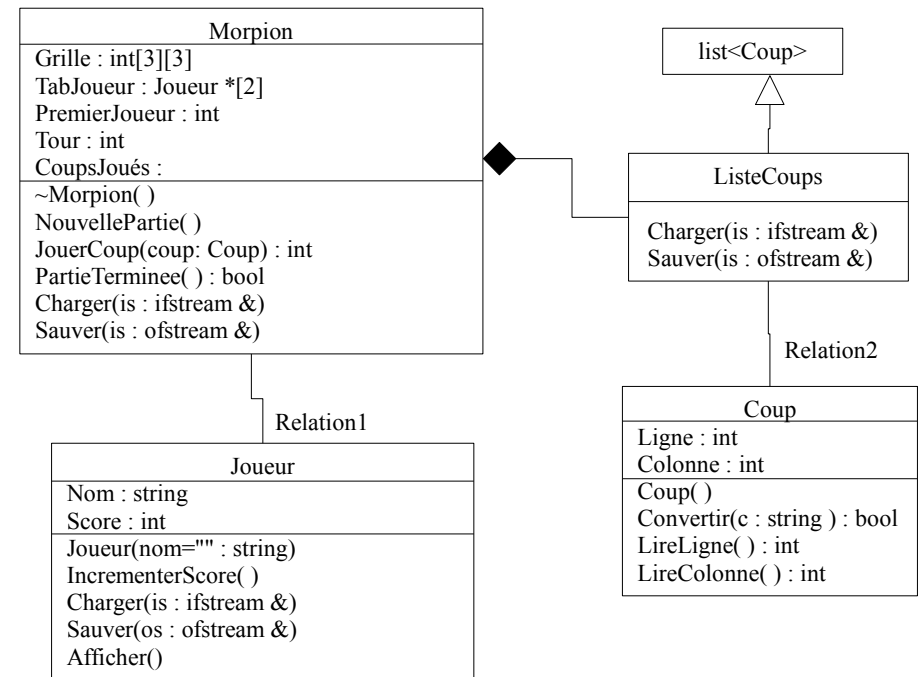 Morpion
Grille : int[3][3]
TabJoueur : Joueur *[2]
PremierJoueur : int
Tour : int
CoupsJoués :
~Morpion( )
NouvellePartie( )
JouerCoup(coup: Coup) : int
PartieTerminee( ) : bool
Charger(is : ifstream &)
Sauver(is : ofstream &)
list<Coup>
ListeCoups
Charger(is : ifstream &)
Sauver(is : ofstream &)
Relation2
Coup
Ligne : int
Colonne : int
Coup( )
Convertir(c : string ) : bool
LireLigne( ) : int
LireColonne( ) : int
Relation1
Joueur
Nom : string
Score : int
Joueur(nom="" : string)
IncrementerScore( )
Charger(is : ifstream &)
Sauver(os : ofstream &)
Afficher()